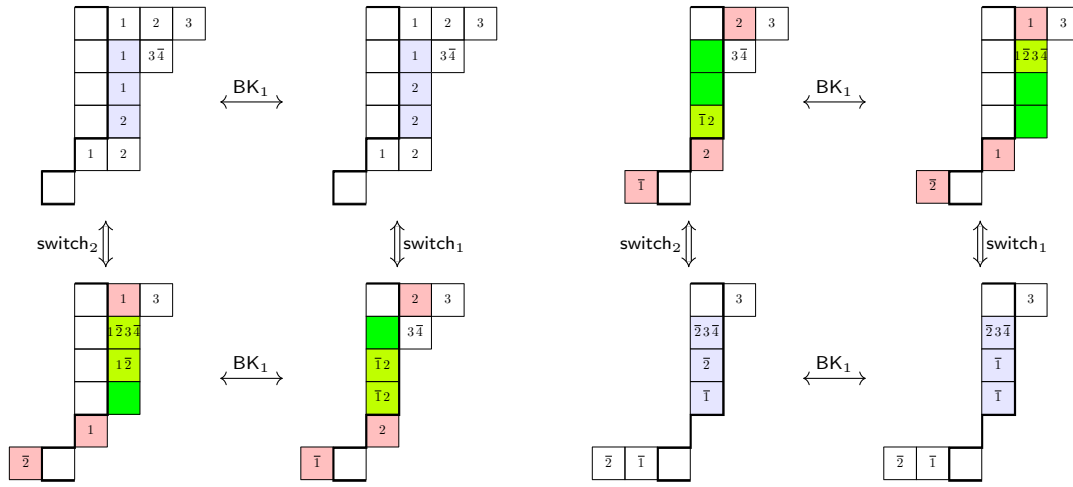 1 2 3 1 2 3 2 3 1 3
1 3 4̅ 1 3 4̅ 3 4̅ 1 2̅ 3 4̅
1 2
BK₁ BK₁
2 2 1̅ 2
1 2 1 2 2 1
1̅ 2̅
switch₂ switch₁ switch₂ switch₁
1 3 2 3 3 3
1 2̅ 3 4̅ 3 4̅ 2̅ 3 4̅ 2̅ 3 4̅
1 2̅ 1̅ 2 2̅ 1̅
BK₁ BK₁
1̅ 2 1̅ 1̅
1 2
2̅ 1̅ 2̅ 1̅ 2̅ 1̅